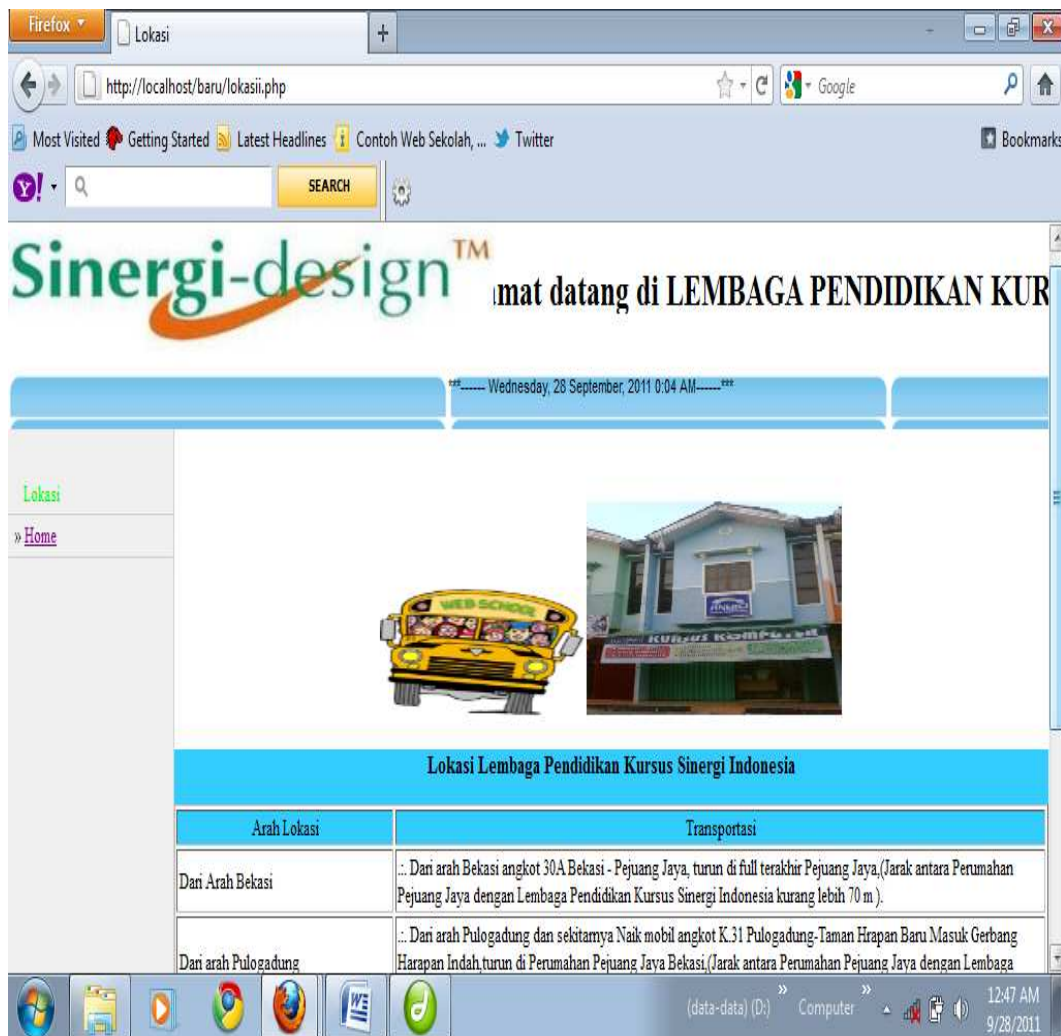 Firefox
Lokasi
http://localhost/baru/lokasii.php
Google
Most Visited Getting Started Latest Headlines Contoh Web Sekolah, ... Twitter Bookmarks
Y! SEARCH
Sinergi-design™
mat datang di LEMBAGA PENDIDIKAN KUR
***------ Wednesday, 28 September, 2011 0:04 AM------***
Lokasi
» Home
WEB-SCHOOL
KURSUS KOMPUTER
Lokasi Lembaga Pendidikan Kursus Sinergi Indonesia
Arah Lokasi Transportasi
Dari Arah Bekasi
.:. Dari arah Bekasi angkot 30A Bekasi - Pejuang Jaya, turun di full terakhir Pejuang Jaya,(Jarak antara Perumahan
Pejuang Jaya dengan Lembaga Pendidikan Kursus Sinergi Indonesia kurang lebih 70 m ).
Dari arah Pulogadung
.:. Dari arah Pulogadung dan sekitarnya Naik mobil angkot K.31 Pulogadung-Taman Hrapan Baru Masuk Gerbang
Harapan Indah,turun di Perumahan Pejuang Jaya Bekasi,(Jarak antara Perumahan Pejuang Jaya dengan Lembaga
(data-data) (D:) » Computer »
12:47 AM
9/28/2011